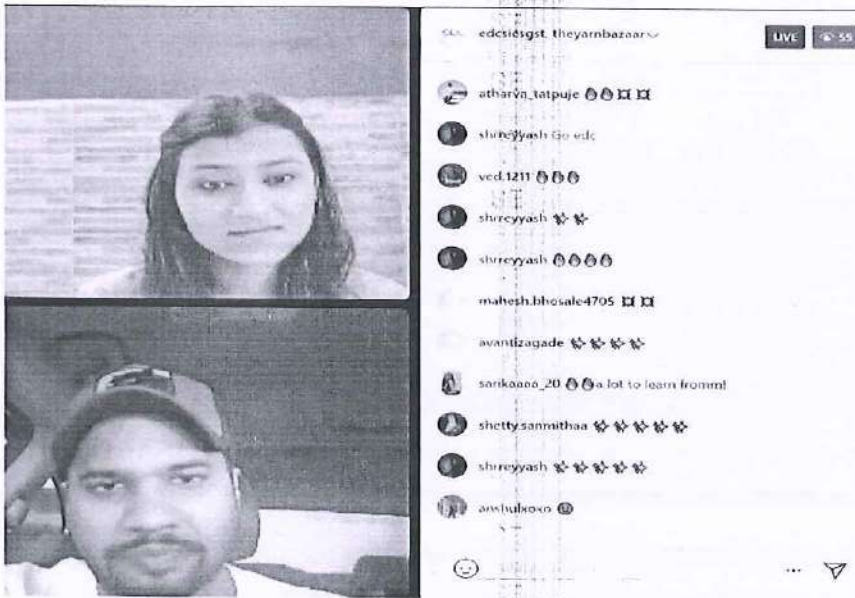 edcsiesgst, theyarnbazaar
LIVE 55
atharva_tatpuje 🔥🔥💥💥
shrreyyash Go edc
ved.1211 🔥🔥🔥
shrreyyash ✨✨
shrreyyash 🔥🔥🔥🔥
mahesh.bhosale4705 💥💥
avantizagade ✨✨✨✨
sarikaaaa_20 🔥🔥a lot to learn fromm!
shetty.sanmithaa ✨✨✨✨✨
shrreyyash ✨✨✨✨✨
anshulxoxo